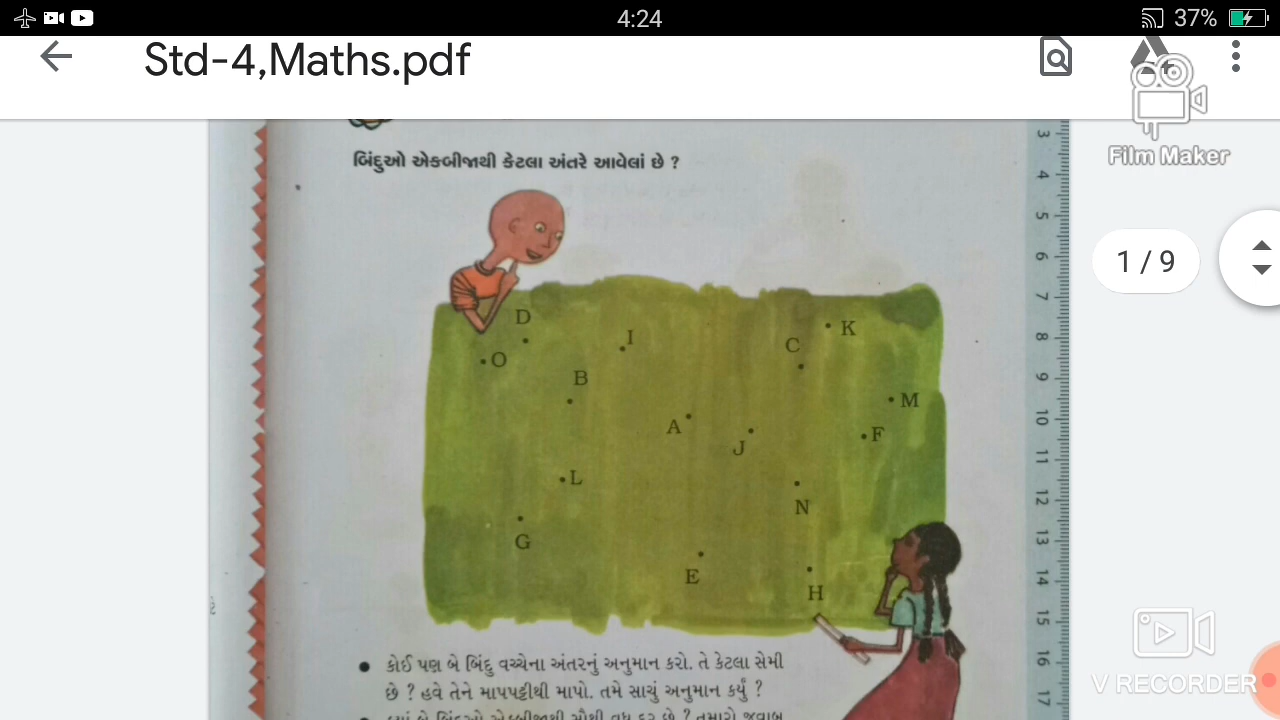 4:24
37%
Std-4,Maths.pdf
Film Maker
1 / 9
બિંદુઓ એકબીજાથી કેટલા અંતરે આવેલાં છે ?
D
I
K
C
O
B
M
A
J
F
L
N
G
E
H
3
4
5
6
7
8
9
10
11
12
13
14
15
16
17
● કોઈ પણ બે બિંદુ વચ્ચેના અંતરનું અનુમાન કરો. તે કેટલા સેમી
છે ? હવે તેને માપપટ્ટીથી માપો. તમે સાચું અનુમાન કર્યું ?
V RECORDER